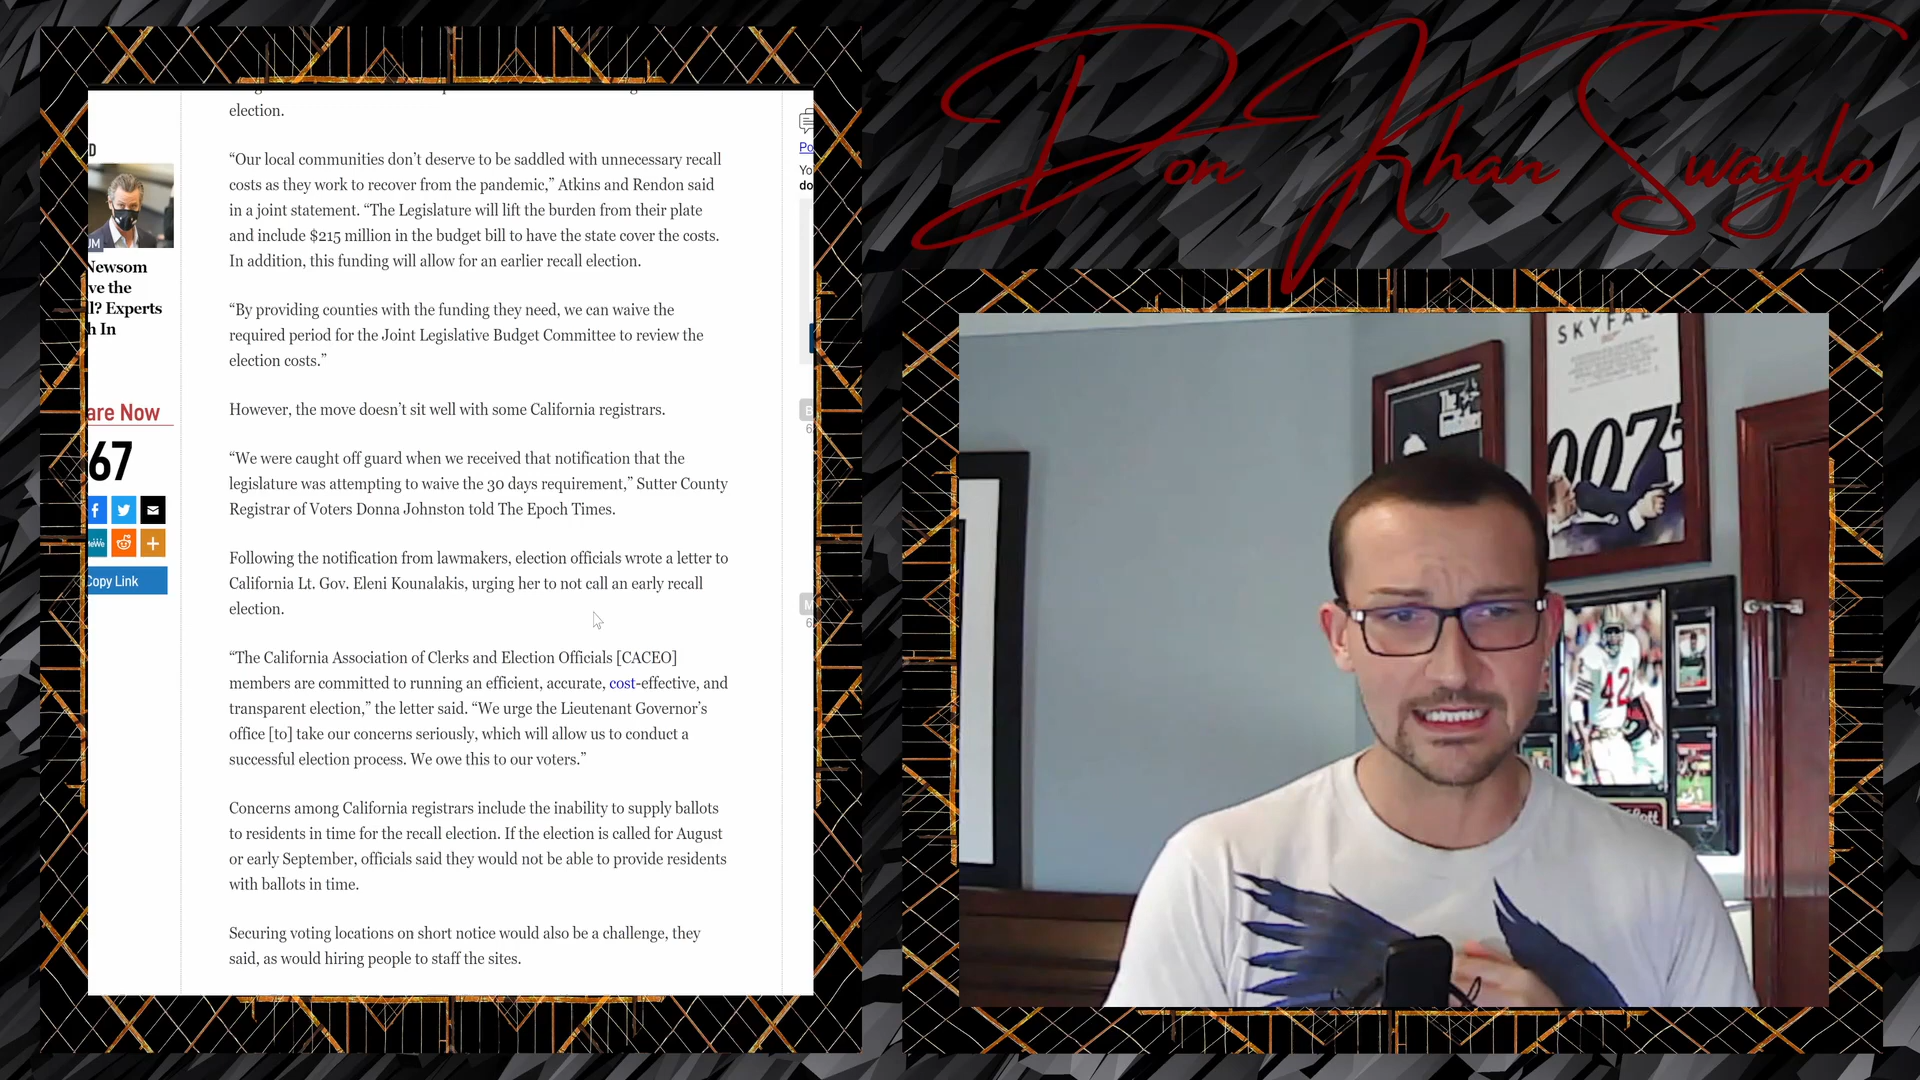 election.
“Our local communities don’t deserve to be saddled with unnecessary recall
costs as they work to recover from the pandemic,” Atkins and Rendon said
in a joint statement. “The Legislature will lift the burden from their plate
and include $215 million in the budget bill to have the state cover the costs.
In addition, this funding will allow for an earlier recall election.
“By providing counties with the funding they need, we can waive the
required period for the Joint Legislative Budget Committee to review the
election costs.”
However, the move doesn’t sit well with some California registrars.
“We were caught off guard when we received that notification that the
legislature was attempting to waive the 30 days requirement,” Sutter County
Registrar of Voters Donna Johnston told The Epoch Times.
Following the notification from lawmakers, election officials wrote a letter to
California Lt. Gov. Eleni Kounalakis, urging her to not call an early recall
election.
“The California Association of Clerks and Election Officials [CACEO]
members are committed to running an efficient, accurate, cost-effective, and
transparent election,” the letter said. “We urge the Lieutenant Governor’s
office [to] take our concerns seriously, which will allow us to conduct a
successful election process. We owe this to our voters.”
Concerns among California registrars include the inability to supply ballots
to residents in time for the recall election. If the election is called for August
or early September, officials said they would not be able to provide residents
with ballots in time.
Securing voting locations on short notice would also be a challenge, they
said, as would hiring people to staff the sites.
D
UM
Newsom
ve the
l? Experts
h In
are Now
67
MeWe
Copy Link
Po
Yo
do
B
6
M
6
Don Khan Swaylo
SKYFAL
007
The
42